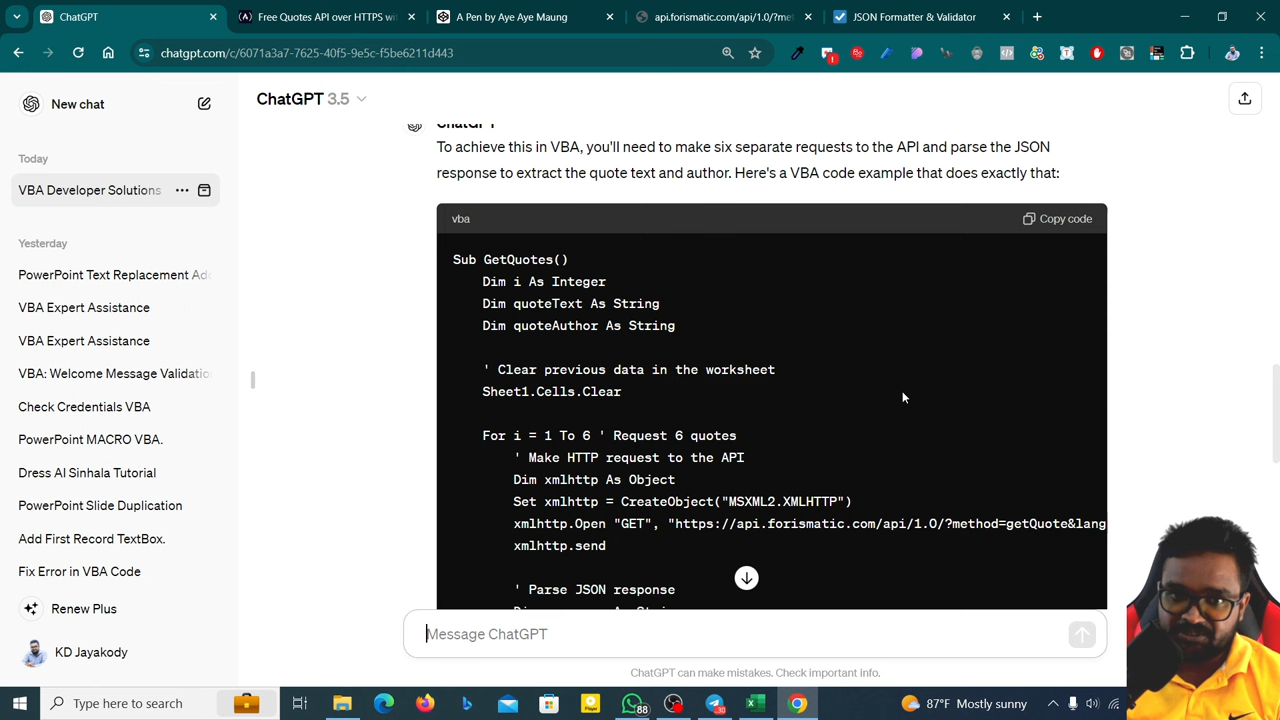 ChatGPT
Free Quotes API over HTTPS wi
A Pen by Aye Aye Maung
api.forismatic.com/api/1.0/?me
JSON Formatter & Validator
chatgpt.com/c/6071a3a7-7625-40f5-9e5c-f5be6211d443
New chat
ChatGPT 3.5
Today
VBA Developer Solutions
Yesterday
PowerPoint Text Replacement Ad
VBA Expert Assistance
VBA Expert Assistance
VBA: Welcome Message Validatio
Check Credentials VBA
PowerPoint MACRO VBA.
Dress AI Sinhala Tutorial
PowerPoint Slide Duplication
Add First Record TextBox.
Fix Error in VBA Code
Renew Plus
KD Jayakody
ChatGPT
To achieve this in VBA, you'll need to make six separate requests to the API and parse the JSON
response to extract the quote text and author. Here's a VBA code example that does exactly that:
vba
Copy code
Sub GetQuotes()
Dim i As Integer
Dim quoteText As String
Dim quoteAuthor As String
' Clear previous data in the worksheet
Sheet1.Cells.Clear
For i = 1 To 6 ' Request 6 quotes
' Make HTTP request to the API
Dim xmlhttp As Object
Set xmlhttp = CreateObject("MSXML2.XMLHTTP")
xmlhttp.Open "GET", "https://api.forismatic.com/api/1.0/?method=getQuote&lang
xmlhttp.send
' Parse JSON response
Message ChatGPT
ChatGPT can make mistakes. Check important info.
Type here to search
88
30
87°F Mostly sunny